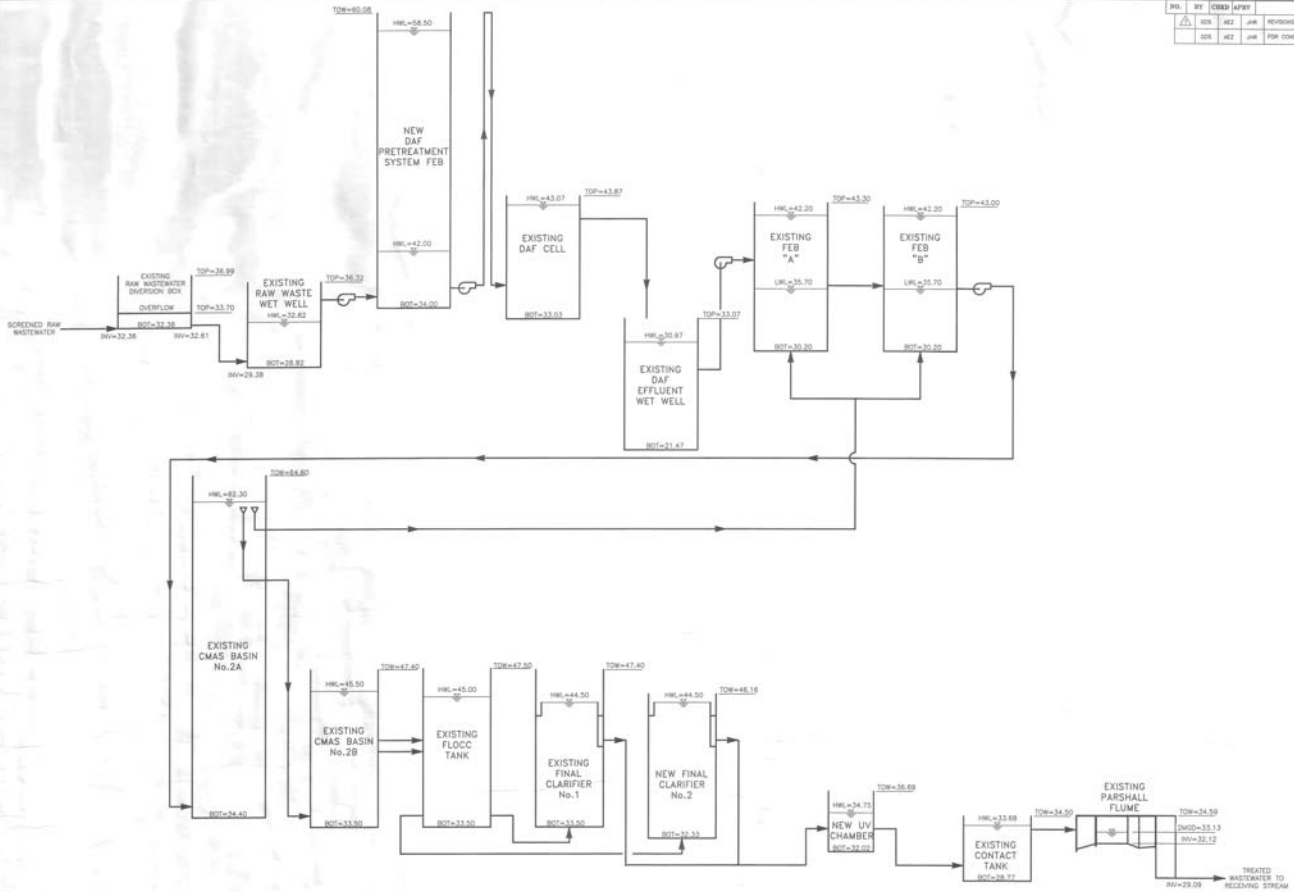 NO. BY CHKD APRV
GDS AEZ JHR REVISIONS
GDS AEZ JHR FOR CONS
TOW=60.08
HWL=58.50
NEW
DAF
PRETREATMENT
SYSTEM FEB
HWL=42.00
BOT=34.00
EXISTING
RAW WASTEWATER
DIVERSION BOX
TOP=36.99
OVERFLOW
TOP=33.70
BOT=32.36
SCREENED RAW
WASTEWATER
INV=32.36
INV=32.61
EXISTING
RAW WASTE
WET WELL
TOP=36.32
HWL=32.82
BOT=28.82
INV=29.38
HWL=43.07
TOP=43.87
EXISTING
DAF CELL
BOT=33.03
TOP=33.07
HWL=30.97
EXISTING
DAF
EFFLUENT
WET WELL
BOT=21.47
TOP=43.30
HWL=42.20
EXISTING
FEB
"A"
LWL=35.70
BOT=30.20
TOP=43.00
HWL=42.20
EXISTING
FEB
"B"
LWL=35.70
BOT=30.20
TOW=64.60
HWL=62.30
EXISTING
CMAS BASIN
No.2A
BOT=34.40
TOW=47.40
HWL=45.50
EXISTING
CMAS BASIN
No.2B
BOT=33.50
TOW=47.50
HWL=45.00
EXISTING
FLOCC
TANK
BOT=33.50
TOW=47.40
HWL=44.50
EXISTING
FINAL
CLARIFIER
No.1
BOT=33.50
TOW=46.16
HWL=44.50
NEW FINAL
CLARIFIER
No.2
BOT=32.33
TOW=36.69
HWL=34.75
NEW UV
CHAMBER
BOT=32.02
TOW=34.50
HWL=33.68
EXISTING
CONTACT
TANK
BOT=28.77
EXISTING
PARSHALL
FLUME
TOW=34.59
2MGD=33.13
INV=32.12
INV=29.09
TREATED
WASTEWATER TO
RECEIVING STREAM